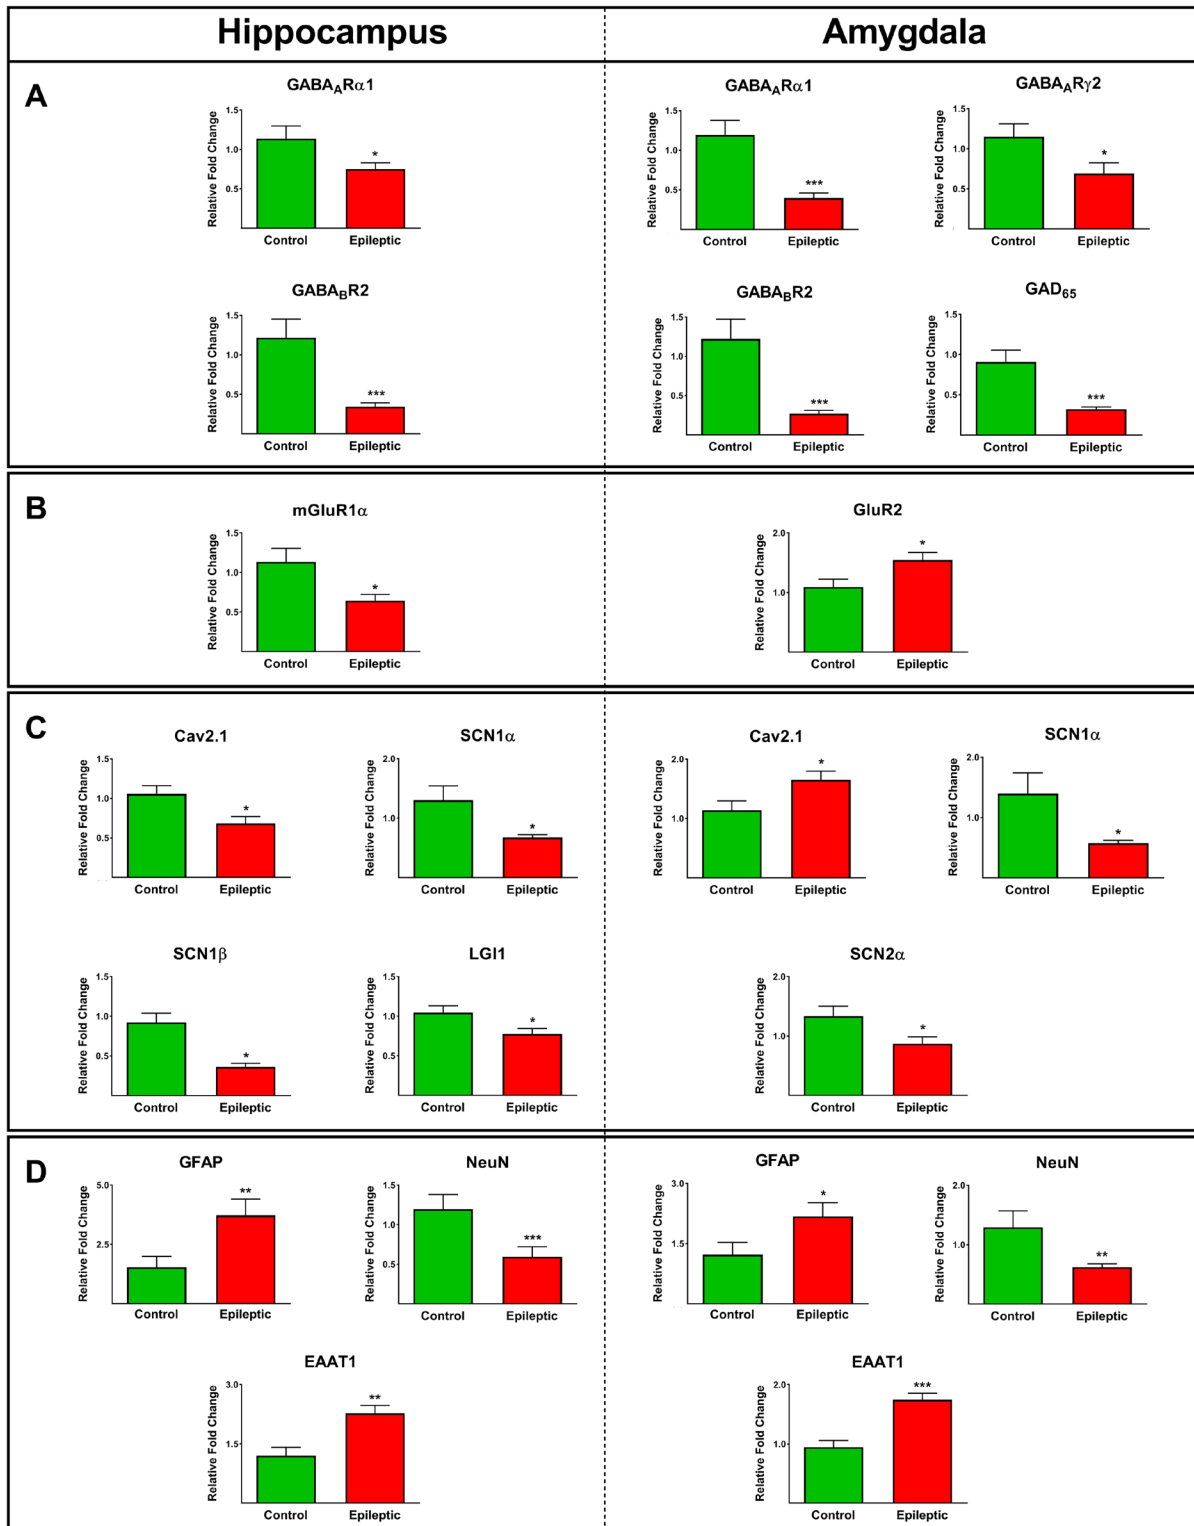 Hippocampus Amygdala
A
GABA_ARα1
Relative Fold Change
1.5
1.0
0.5
*
Control Epileptic
GABA_BR2
Relative Fold Change
1.5
1.0
0.5
***
Control Epileptic
GABA_ARα1
Relative Fold Change
1.5
1.0
0.5
***
Control Epileptic
GABA_ARγ2
Relative Fold Change
1.5
1.0
0.5
*
Control Epileptic
GABA_BR2
Relative Fold Change
1.5
1.0
0.5
***
Control Epileptic
GAD_65
Relative Fold Change
1.5
1.0
0.5
***
Control Epileptic
B
mGluR1α
Relative Fold Change
1.5
1.0
0.5
*
Control Epileptic
GluR2
Relative Fold Change
2.0
1.0
*
Control Epileptic
C
Cav2.1
Relative Fold Change
1.5
1.0
0.5
*
Control Epileptic
SCN1α
Relative Fold Change
2.0
1.0
*
Control Epileptic
SCN1β
Relative Fold Change
1.5
1.0
0.5
*
Control Epileptic
LGI1
Relative Fold Change
1.5
1.0
0.5
*
Control Epileptic
Cav2.1
Relative Fold Change
2.0
1.0
*
Control Epileptic
SCN1α
Relative Fold Change
2.0
1.0
*
Control Epileptic
SCN2α
Relative Fold Change
2.0
1.0
*
Control Epileptic
D
GFAP
Relative Fold Change
5.0
2.5
**
Control Epileptic
NeuN
Relative Fold Change
1.5
1.0
0.5
***
Control Epileptic
EAAT1
Relative Fold Change
3.0
1.5
**
Control Epileptic
GFAP
Relative Fold Change
3.0
1.5
*
Control Epileptic
NeuN
Relative Fold Change
2.0
1.0
**
Control Epileptic
EAAT1
Relative Fold Change
2.0
1.0
***
Control Epileptic